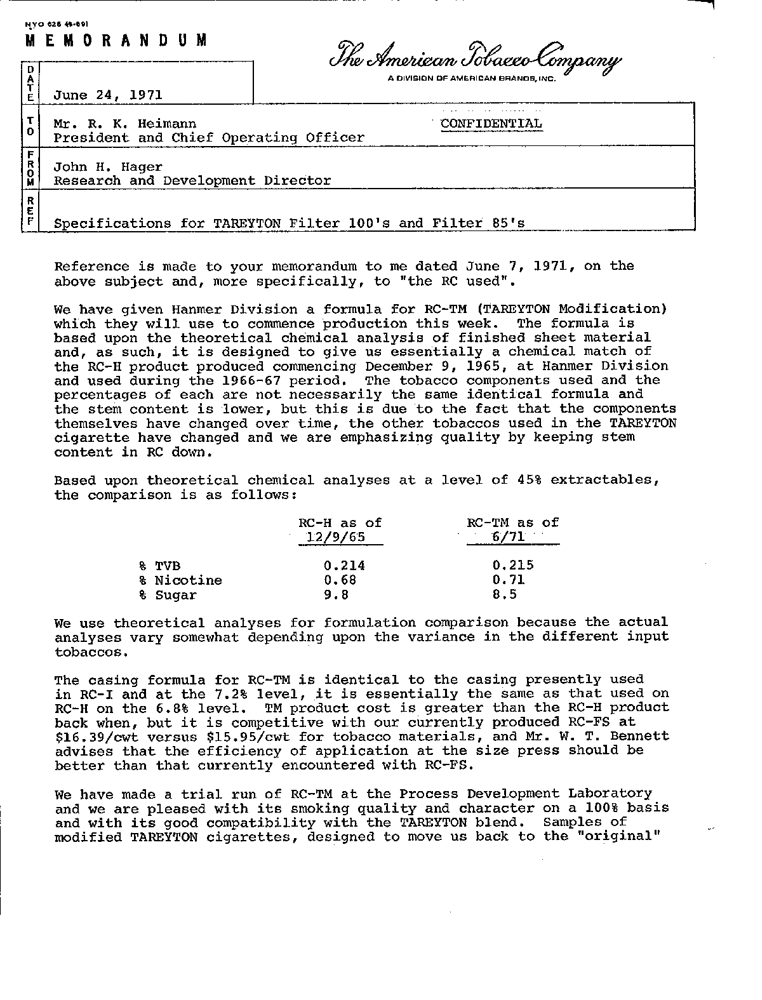 NYO 626 (4-69)
MEMORANDUM
The American Tobacco Company
A DIVISION OF AMERICAN BRANDS, INC.
DATE
June 24, 1971
TO
Mr. R. K. Heimann
CONFIDENTIAL
President and Chief Operating Officer
FROM
John H. Hager
Research and Development Director
REF
Specifications for TAREYTON Filter 100's and Filter 85's
Reference is made to your memorandum to me dated June 7, 1971, on the
above subject and, more specifically, to "the RC used".
We have given Hanmer Division a formula for RC-TM (TAREYTON Modification)
which they will use to commence production this week. The formula is
based upon the theoretical chemical analysis of finished sheet material
and, as such, it is designed to give us essentially a chemical match of
the RC-H product produced commencing December 9, 1965, at Hanmer Division
and used during the 1966-67 period. The tobacco components used and the
percentages of each are not necessarily the same identical formula and
the stem content is lower, but this is due to the fact that the components
themselves have changed over time, the other tobaccos used in the TAREYTON
cigarette have changed and we are emphasizing quality by keeping stem
content in RC down.
Based upon theoretical chemical analyses at a level of 45% extractables,
the comparison is as follows:
RC-H as of RC-TM as of
12/9/65 6/71
% TVB 0.214 0.215
% Nicotine 0.68 0.71
% Sugar 9.8 8.5
We use theoretical analyses for formulation comparison because the actual
analyses vary somewhat depending upon the variance in the different input
tobaccos.
The casing formula for RC-TM is identical to the casing presently used
in RC-I and at the 7.2% level, it is essentially the same as that used on
RC-H on the 6.8% level. TM product cost is greater than the RC-H product
back when, but it is competitive with our currently produced RC-FS at
$16.39/cwt versus $15.95/cwt for tobacco materials, and Mr. W. T. Bennett
advises that the efficiency of application at the size press should be
better than that currently encountered with RC-FS.
We have made a trial run of RC-TM at the Process Development Laboratory
and we are pleased with its smoking quality and character on a 100% basis
and with its good compatibility with the TAREYTON blend. Samples of
modified TAREYTON cigarettes, designed to move us back to the "original"